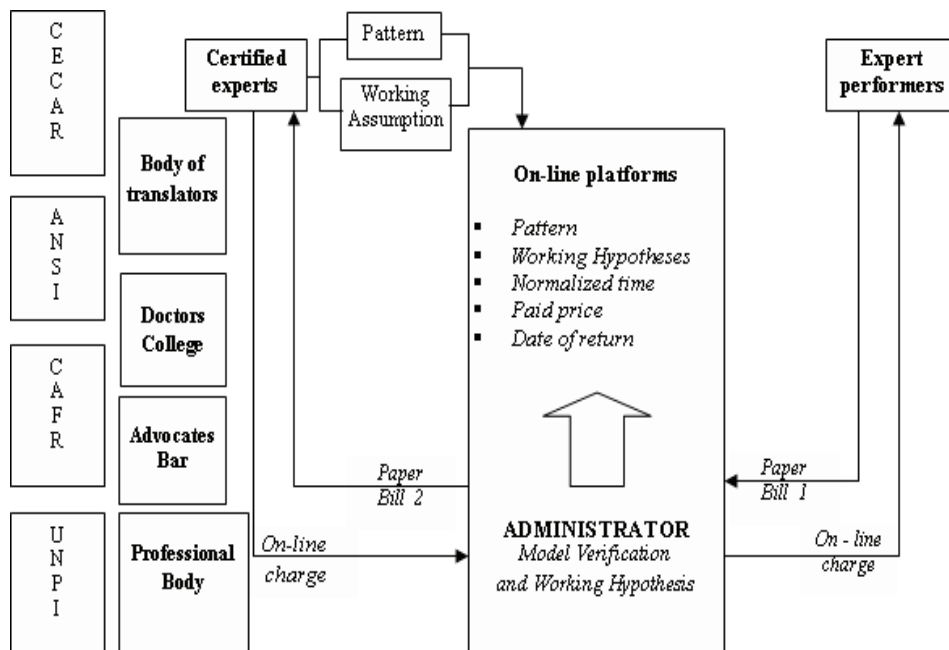 C
E
C
A
R
A
N
S
I
C
A
F
R
U
N
P
I
Body of
translators
Doctors
College
Advocates
Bar
Professional
Body
Certified
experts
Pattern
Working
Assumption
Expert
performers
On-line platforms
▪ Pattern
▪ Working Hypotheses
▪ Normalized time
▪ Paid price
▪ Date of return
Paper
Bill 2
On-line
charge
ADMINISTRATOR
Model Verification
and Working Hypothesis
Paper
Bill 1
On - line
charge